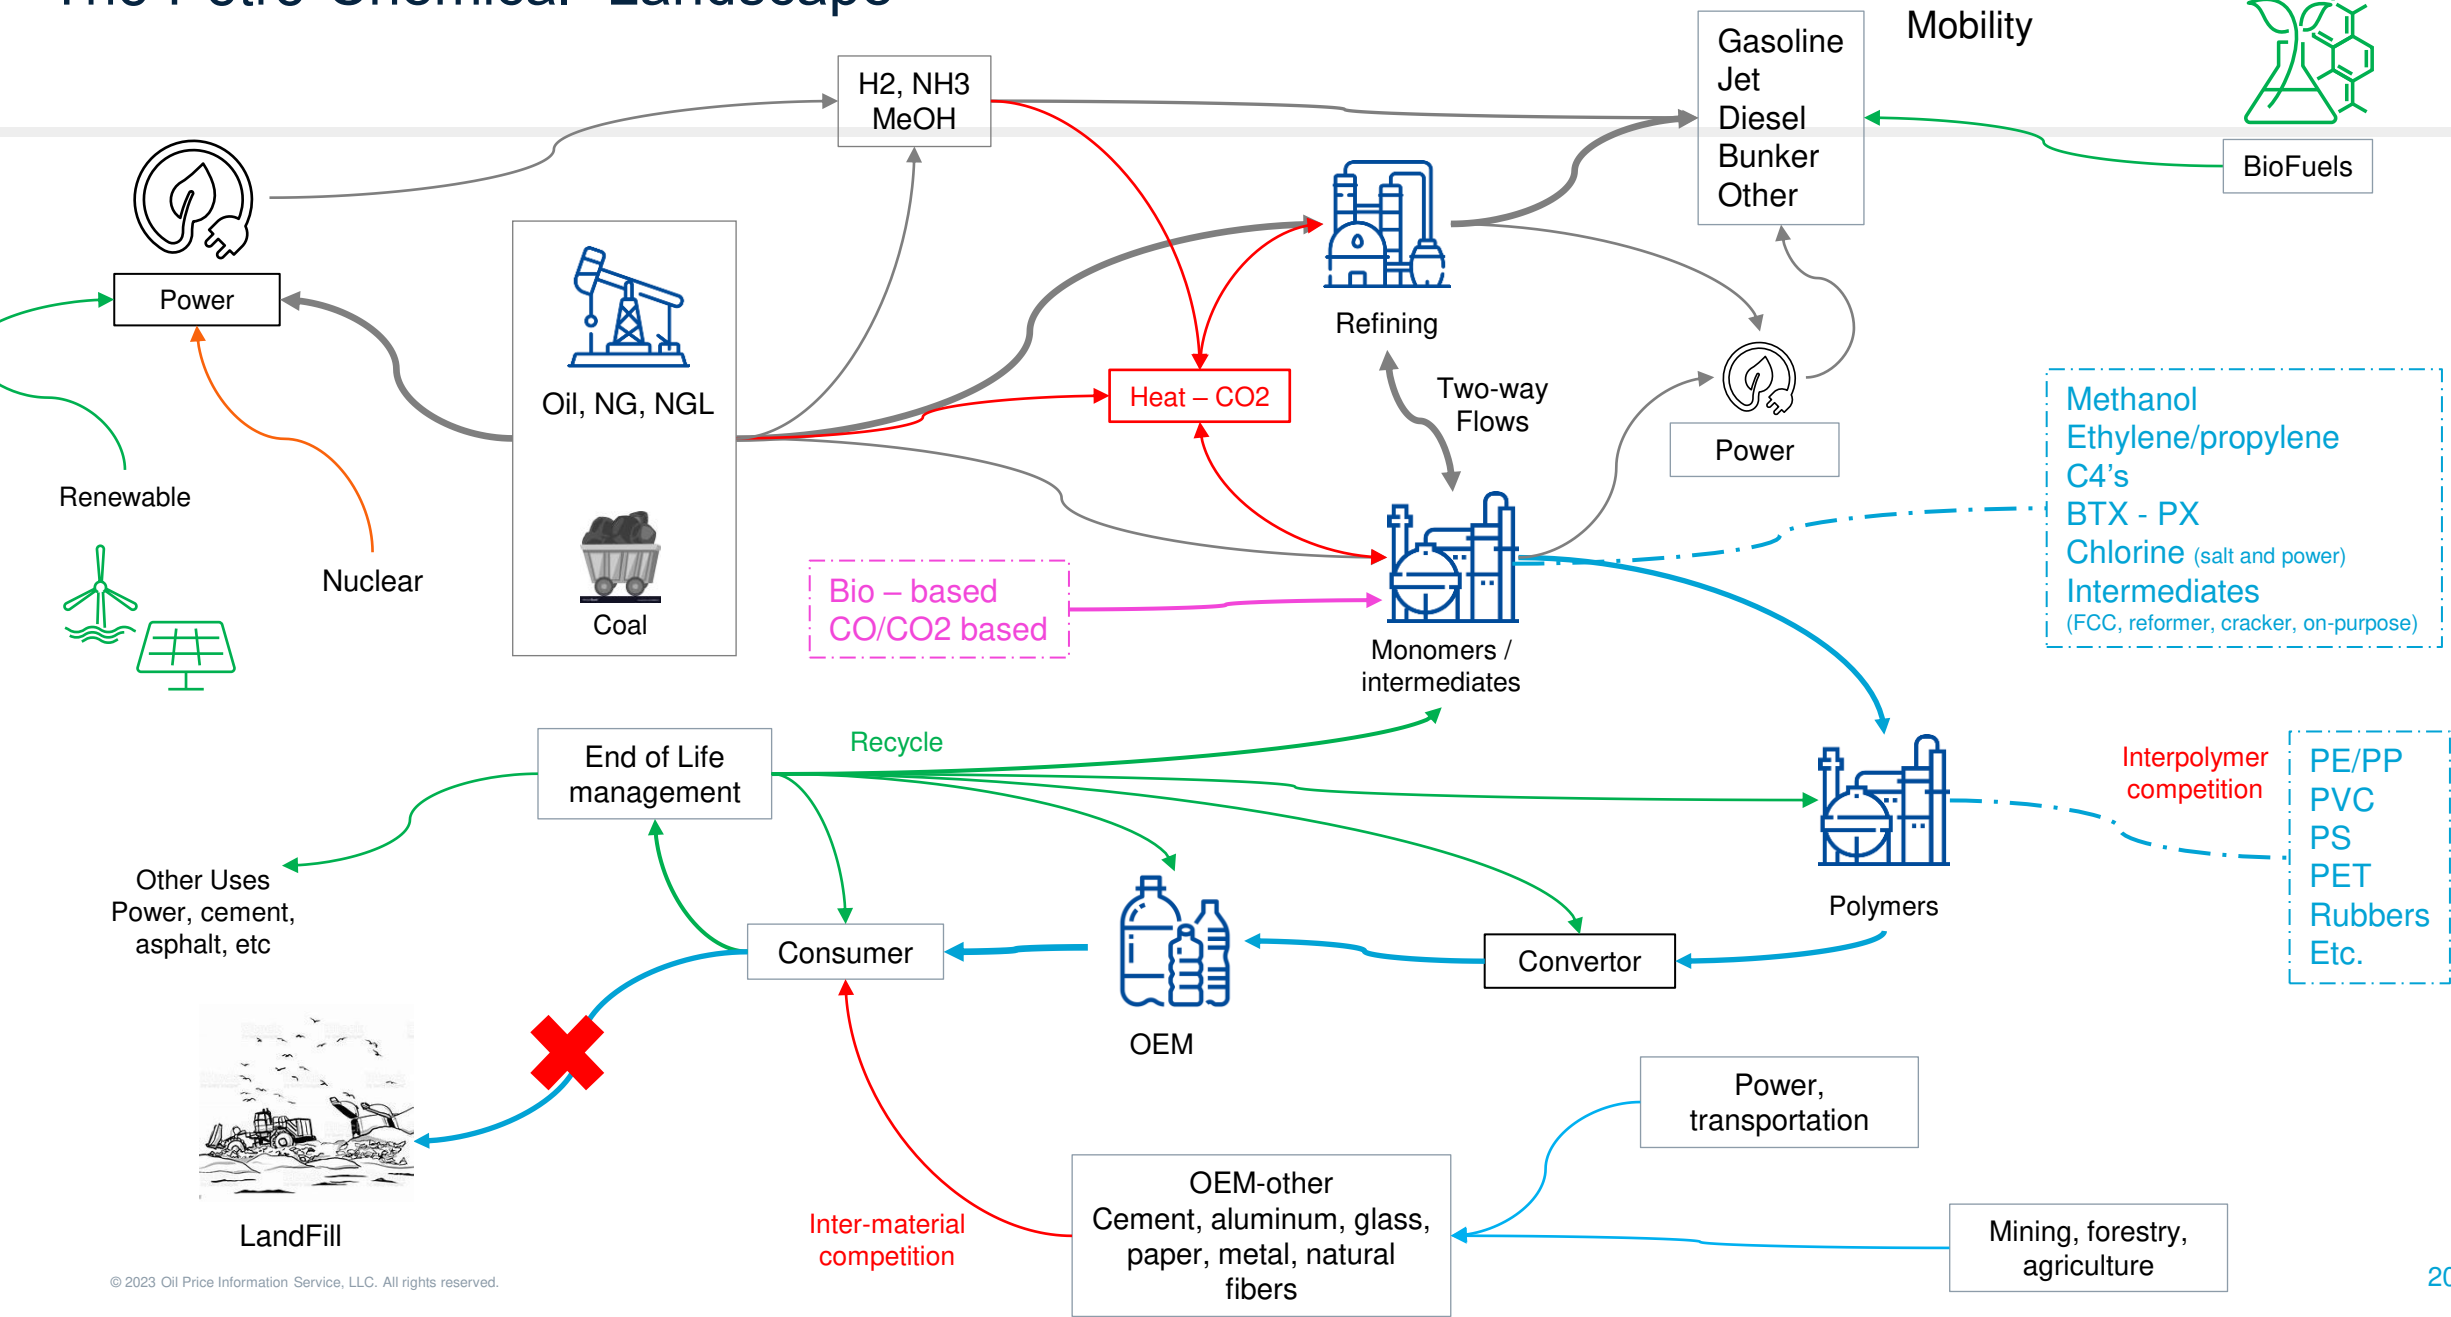 The Petro-Chemical Landscape
Mobility
Gasoline
Jet
Diesel
Bunker
Other
H2, NH3
MeOH
BioFuels
Power
Refining
Oil, NG, NGL
Heat – CO2
Two-way
Flows
Power
Methanol
Ethylene/propylene
C4's
BTX - PX
Chlorine (salt and power)
Intermediates
(FCC, reformer, cracker, on-purpose)
Renewable
Nuclear
Coal
Bio – based
CO/CO2 based
Monomers /
intermediates
End of Life
management
Recycle
Interpolymer
competition
PE/PP
PVC
PS
PET
Rubbers
Etc.
Other Uses
Power, cement,
asphalt, etc
Polymers
Consumer
Convertor
OEM
Power,
transportation
OEM-other
Cement, aluminum, glass,
paper, metal, natural
fibers
Inter-material
competition
Mining, forestry,
agriculture
LandFill
© 2023 Oil Price Information Service, LLC. All rights reserved.
20